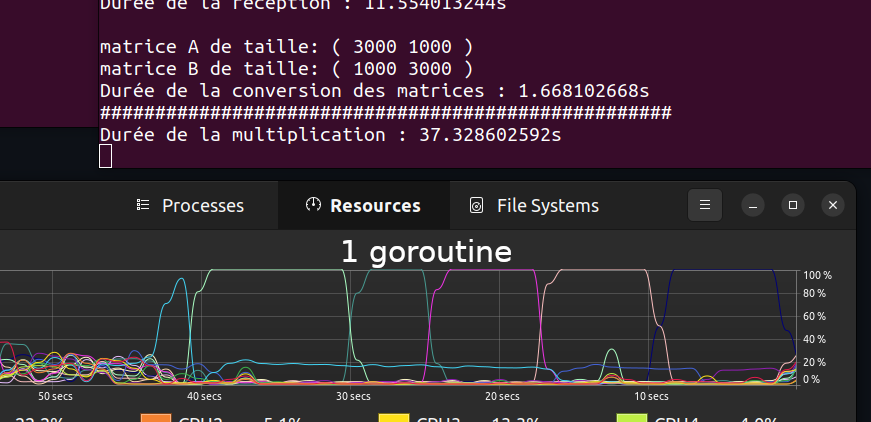 Durée de la réception : 11.554013244s
matrice A de taille: ( 3000 1000 )
matrice B de taille: ( 1000 3000 )
Durée de la conversion des matrices : 1.668102668s
####################################################
Durée de la multiplication : 37.328602592s
Processes Resources File Systems
1 goroutine
100 %
80 %
60 %
40 %
20 %
0 %
50 secs 40 secs 30 secs 20 secs 10 secs
22.2% CPU2 5.1% CPU3 12.3% CPU4 4.0%